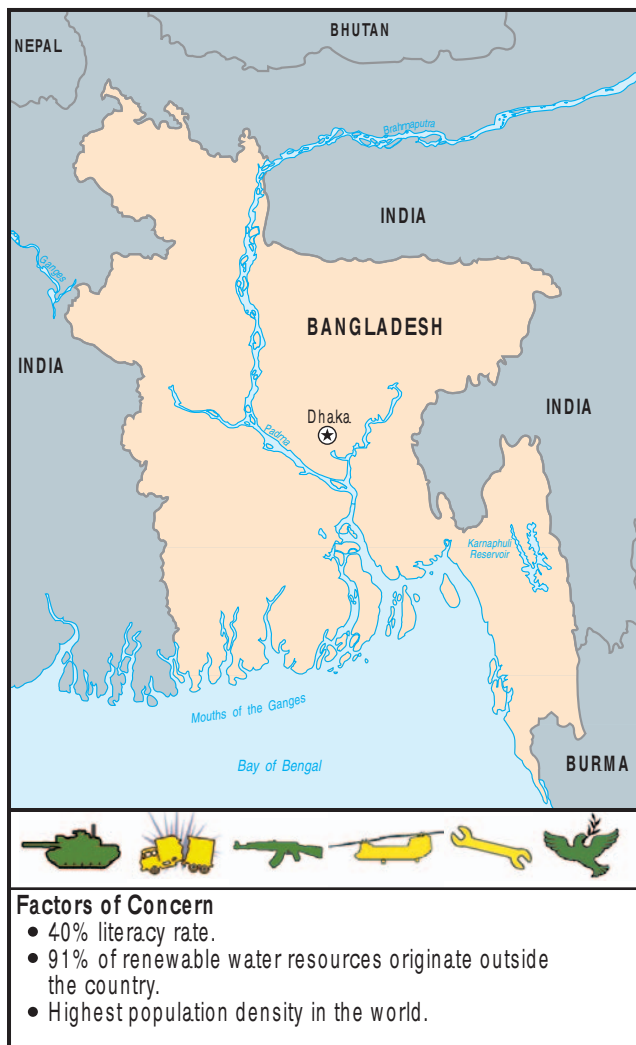 BHUTAN
NEPAL
Brahmaputra
INDIA
Ganges
BANGLADESH
INDIA
Dhaka
INDIA
Padma
Karnaphuli
Reservoir
Mouths of the Ganges
Bay of Bengal
BURMA
Factors of Concern
• 40% literacy rate.
• 91% of renewable water resources originate outside
the country.
• Highest population density in the world.